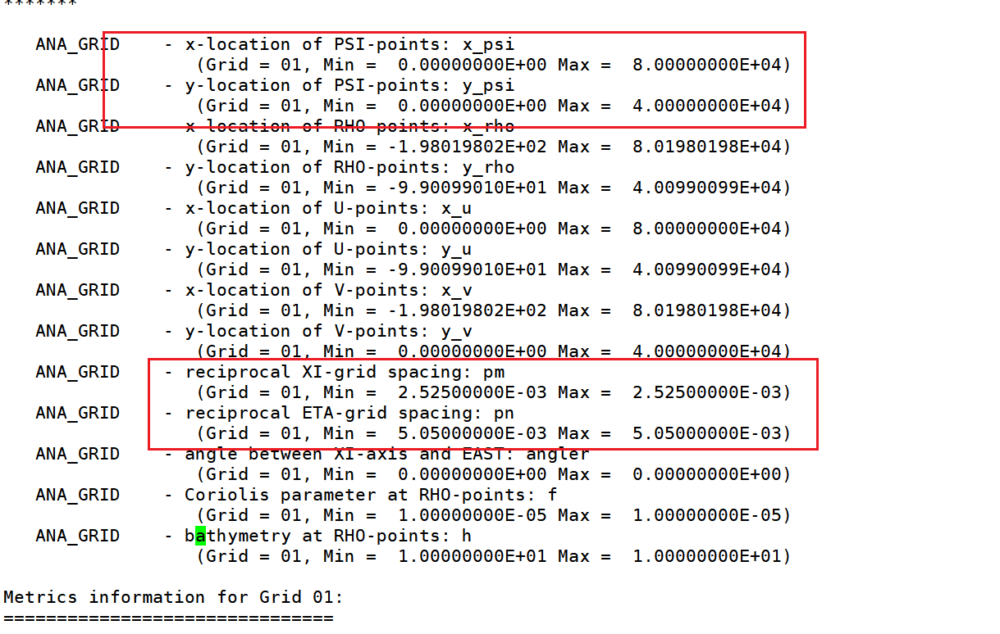 *******
ANA_GRID - x-location of PSI-points: x_psi
(Grid = 01, Min = 0.00000000E+00 Max = 8.00000000E+04)
ANA_GRID - y-location of PSI-points: y_psi
(Grid = 01, Min = 0.00000000E+00 Max = 4.00000000E+04)
ANA_GRID - x-location of RHO-points: x_rho
(Grid = 01, Min = -1.98019802E+02 Max = 8.01980198E+04)
ANA_GRID - y-location of RHO-points: y_rho
(Grid = 01, Min = -9.90099010E+01 Max = 4.00990099E+04)
ANA_GRID - x-location of U-points: x_u
(Grid = 01, Min = 0.00000000E+00 Max = 8.00000000E+04)
ANA_GRID - y-location of U-points: y_u
(Grid = 01, Min = -9.90099010E+01 Max = 4.00990099E+04)
ANA_GRID - x-location of V-points: x_v
(Grid = 01, Min = -1.98019802E+02 Max = 8.01980198E+04)
ANA_GRID - y-location of V-points: y_v
(Grid = 01, Min = 0.00000000E+00 Max = 4.00000000E+04)
ANA_GRID - reciprocal XI-grid spacing: pm
(Grid = 01, Min = 2.52500000E-03 Max = 2.52500000E-03)
ANA_GRID - reciprocal ETA-grid spacing: pn
(Grid = 01, Min = 5.05000000E-03 Max = 5.05000000E-03)
ANA_GRID - angle between XI-axis and EAST: angler
(Grid = 01, Min = 0.00000000E+00 Max = 0.00000000E+00)
ANA_GRID - Coriolis parameter at RHO-points: f
(Grid = 01, Min = 1.00000000E-05 Max = 1.00000000E-05)
ANA_GRID - bathymetry at RHO-points: h
(Grid = 01, Min = 1.00000000E+01 Max = 1.00000000E+01)
Metrics information for Grid 01:
===============================